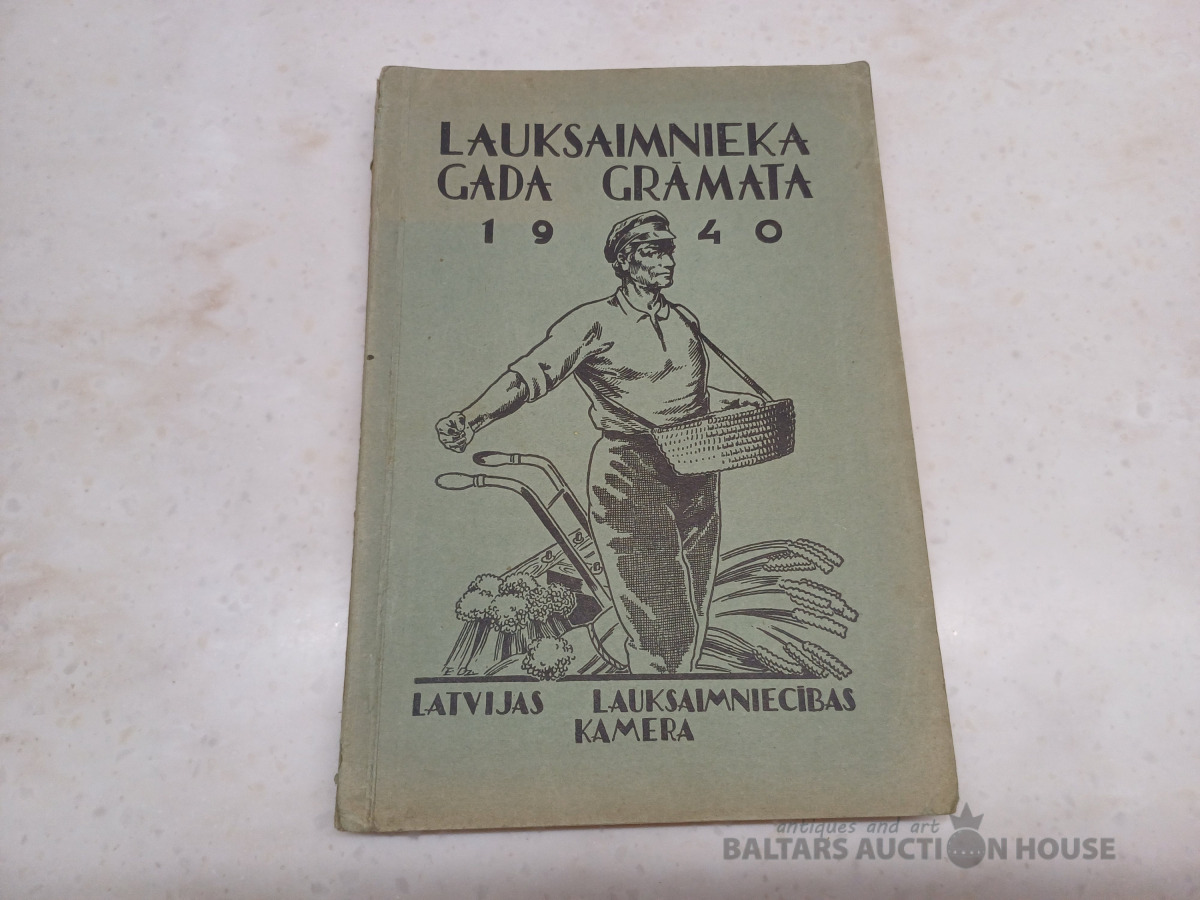 LAUKSAIMNIEKA
GADA GRĀMATA
1940
LATVIJAS LAUKSAIMNIECĪBAS
KAMERA
antiques and art
BALTARS AUCTION HOUSE